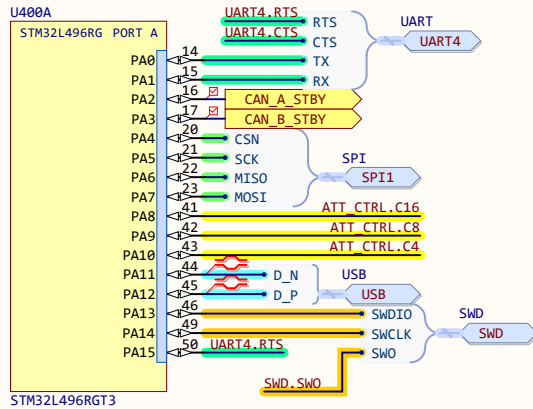 U400A
STM32L496RG PORT A
UART4.RTS RTS UART
UART4.CTS CTS UART4
PA0 14 TX
PA1 15 RX
PA2 16 CAN_A_STBY
PA3 17 CAN_B_STBY
PA4 20 CSN
PA5 21 SCK SPI
PA6 22 MISO SPI1
PA7 23 MOSI
PA8 41 ATT_CTRL.C16
PA9 42 ATT_CTRL.C8
PA10 43 ATT_CTRL.C4
PA11 44 D_N USB
PA12 45 D_P USB
PA13 46 SWDIO SWD
PA14 49 SWCLK SWD
PA15 50 UART4.RTS SWO
SWD.SWO
STM32L496RGT3